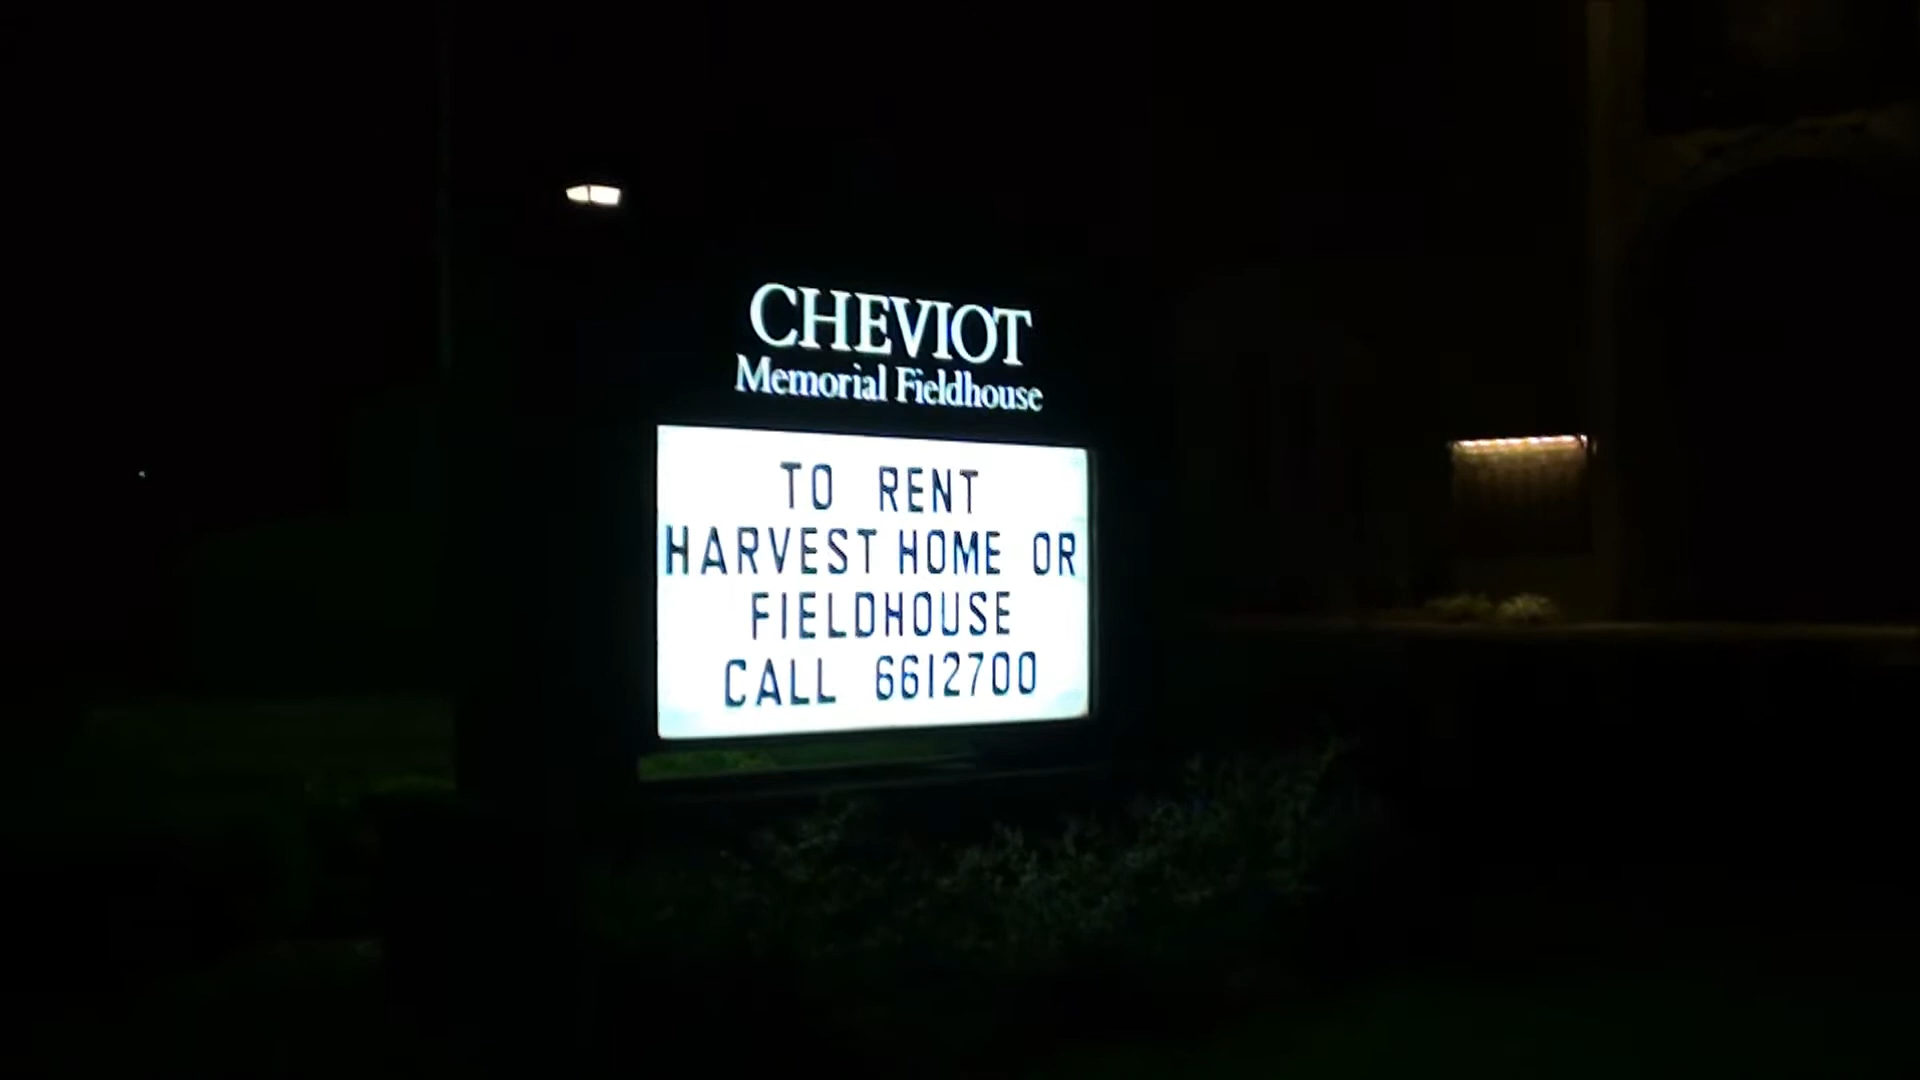 CHEVIOT
Memorial Fieldhouse
TO RENT
HARVEST HOME OR
FIELDHOUSE
CALL 6612700